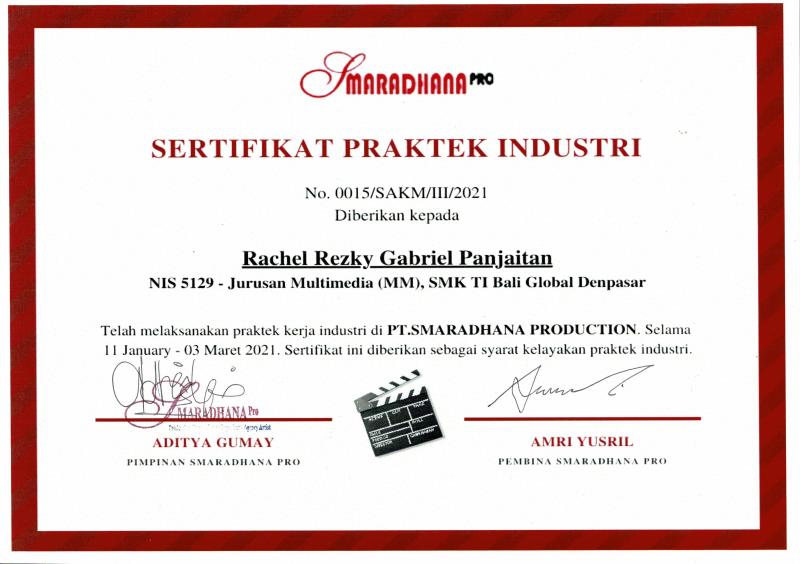 SMARADHANA PRO
SERTIFIKAT PRAKTEK INDUSTRI
No. 0015/SAKM/III/2021
Diberikan kepada
Rachel Rezky Gabriel Panjaitan
NIS 5129 - Jurusan Multimedia (MM), SMK TI Bali Global Denpasar
Telah melaksanakan praktek kerja industri di PT.SMARADHANA PRODUCTION. Selama
11 January - 03 Maret 2021. Sertifikat ini diberikan sebagai syarat kelayakan praktek industri.
SMARADHANA Pro
Agency Artist
ADITYA GUMAY
PIMPINAN SMARADHANA PRO
AMRI YUSRIL
PEMBINA SMARADHANA PRO